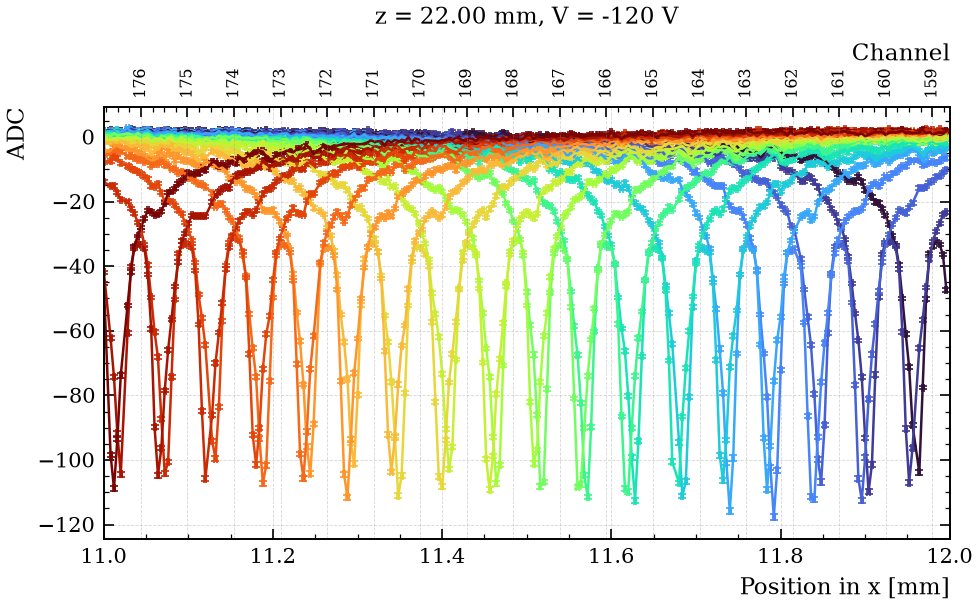 z = 22.00 mm, V = -120 V
Channel
176 175 174 173 172 171 170 169 168 167 166 165 164 163 162 161 160 159
ADC
0
−20
−40
−60
−80
−100
−120
11.0 11.2 11.4 11.6 11.8 12.0
Position in x [mm]